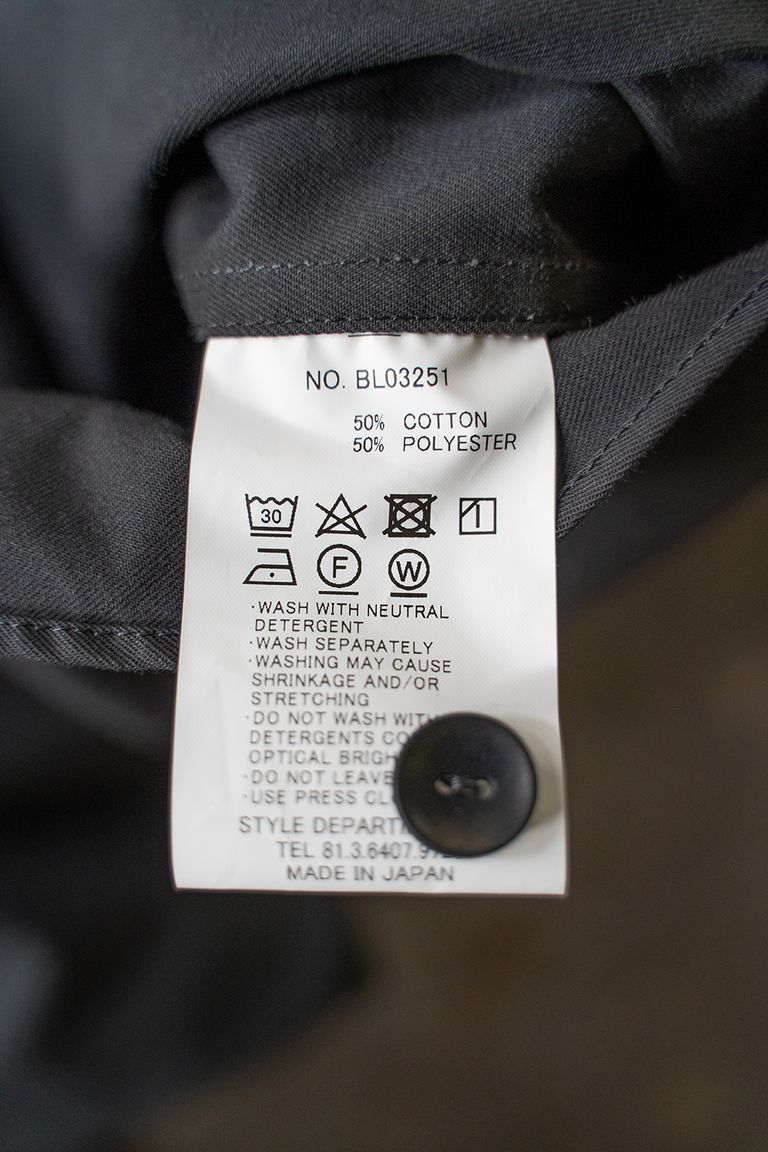 NO. BL03251
50% COTTON
50% POLYESTER
30
F W
·WASH WITH NEUTRAL
DETERGENT
·WASH SEPARATELY
·WASHING MAY CAUSE
SHRINKAGE AND/OR
STRETCHING
·DO NOT WASH WITH
DETERGENTS
OPTICAL
·DO NOT LEAVE
·USE PRESS
STYLE
TEL 81.3.6407.
MADE IN JAPAN